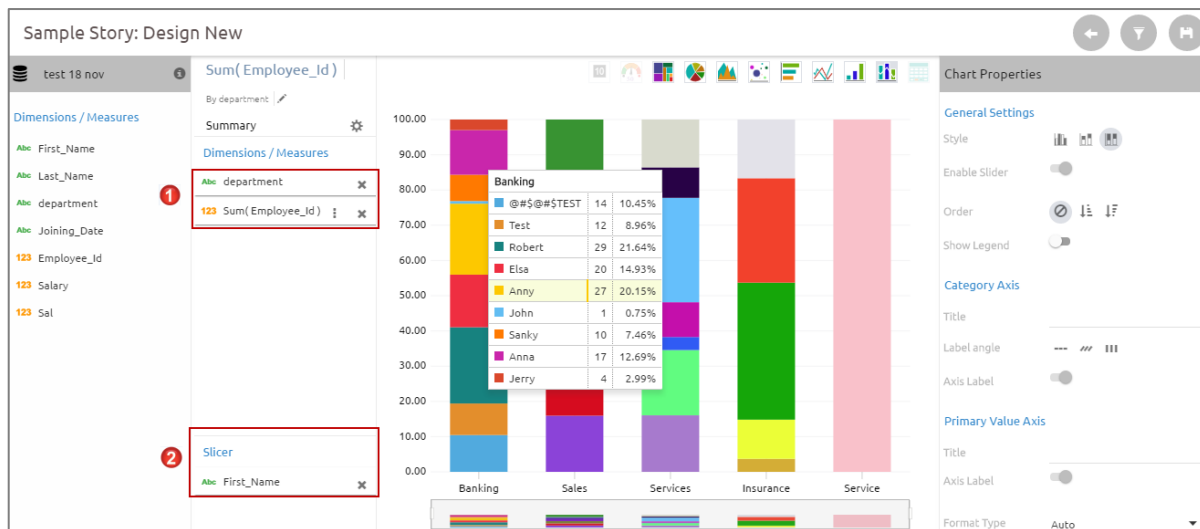 Sample Story: Design New
test 18 nov
Dimensions / Measures
Abc First_Name
Abc Last_Name
Abc department
Abc Joining_Date
123 Employee_Id
123 Salary
123 Sal
Sum( Employee_Id )
By department
Summary
Dimensions / Measures
1
Abc department
123 Sum( Employee_Id )
2
Slicer
Abc First_Name
10
100.00
90.00
80.00
70.00
60.00
50.00
40.00
30.00
20.00
10.00
0.00
Banking
@#$@#$TEST 14 10.45%
Test 12 8.96%
Robert 29 21.64%
Elsa 20 14.93%
Anny 27 20.15%
John 1 0.75%
Sanky 10 7.46%
Anna 17 12.69%
Jerry 4 2.99%
Banking Sales Services Insurance Service
Chart Properties
General Settings
Style
Enable Slider
Order
Show Legend
Category Axis
Title
Label angle
Axis Label
Primary Value Axis
Title
Axis Label
Format Type Auto